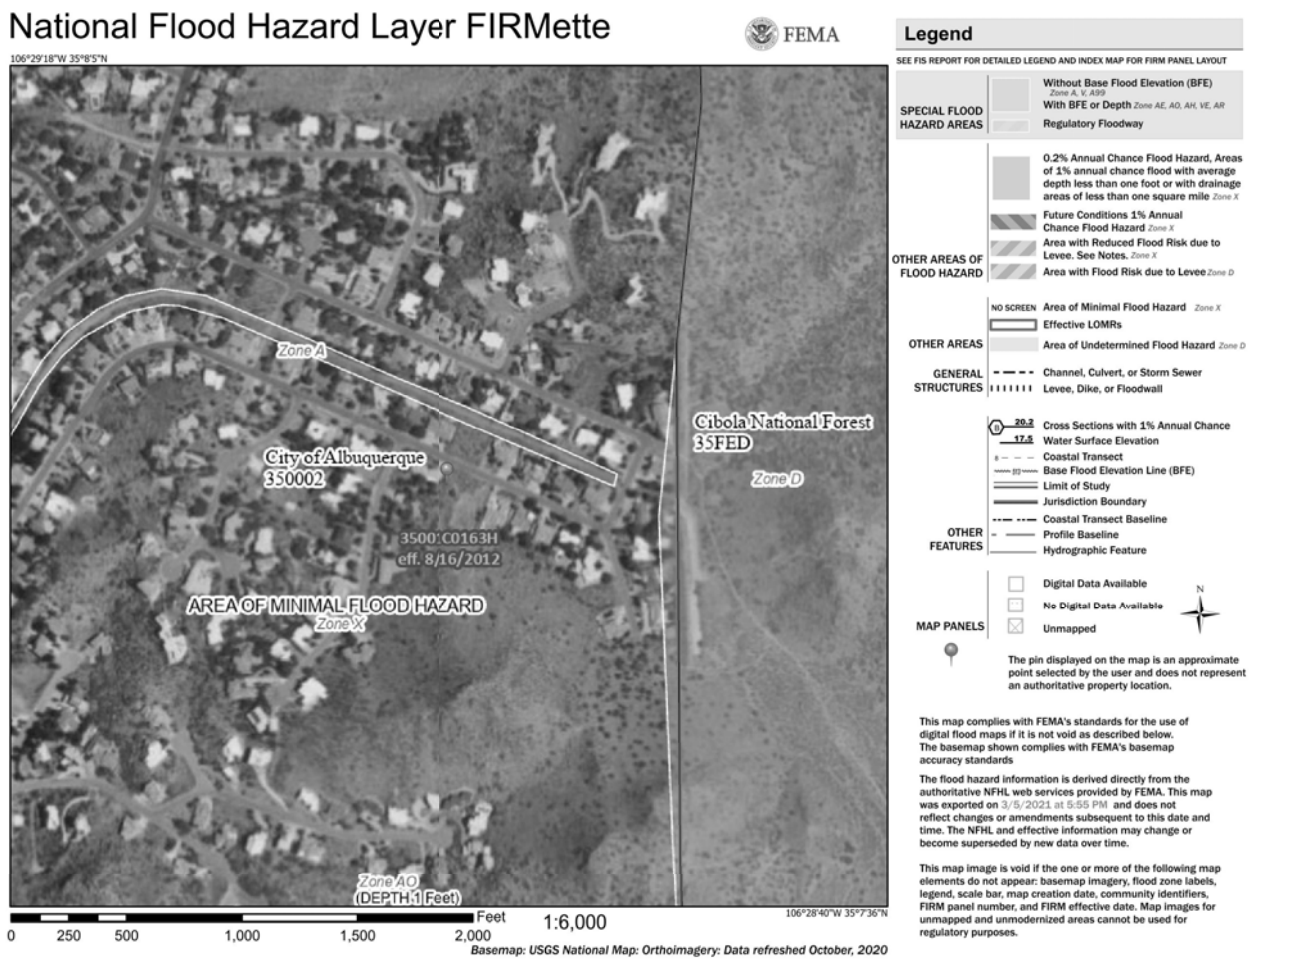 National Flood Hazard Layer FIRMette
FEMA
Legend
106°29'18"W 35°8'5"N
SEE FIS REPORT FOR DETAILED LEGEND AND INDEX MAP FOR FIRM PANEL LAYOUT
SPECIAL FLOOD
HAZARD AREAS
Without Base Flood Elevation (BFE)
Zone A, V, A99
With BFE or Depth Zone AE, AO, AH, VE, AR
Regulatory Floodway
0.2% Annual Chance Flood Hazard, Areas
of 1% annual chance flood with average
depth less than one foot or with drainage
areas of less than one square mile Zone X
Future Conditions 1% Annual
Chance Flood Hazard Zone X
Area with Reduced Flood Risk due to
Levee. See Notes. Zone X
Area with Flood Risk due to Levee Zone D
OTHER AREAS OF
FLOOD HAZARD
NO SCREEN Area of Minimal Flood Hazard Zone X
Effective LOMRs
Area of Undetermined Flood Hazard Zone D
OTHER AREAS
GENERAL
STRUCTURES
Channel, Culvert, or Storm Sewer
Levee, Dike, or Floodwall
B 20.2 Cross Sections with 1% Annual Chance
17.5 Water Surface Elevation
8 Coastal Transect
513 Base Flood Elevation Line (BFE)
Limit of Study
Jurisdiction Boundary
Coastal Transect Baseline
Profile Baseline
Hydrographic Feature
OTHER
FEATURES
Digital Data Available
No Digital Data Available
Unmapped
MAP PANELS
N
The pin displayed on the map is an approximate
point selected by the user and does not represent
an authoritative property location.
This map complies with FEMA's standards for the use of
digital flood maps if it is not void as described below.
The basemap shown complies with FEMA's basemap
accuracy standards
The flood hazard information is derived directly from the
authoritative NFHL web services provided by FEMA. This map
was exported on 3/5/2021 at 5:55 PM and does not
reflect changes or amendments subsequent to this date and
time. The NFHL and effective information may change or
become superseded by new data over time.
This map image is void if the one or more of the following map
elements do not appear: basemap imagery, flood zone labels,
legend, scale bar, map creation date, community identifiers,
FIRM panel number, and FIRM effective date. Map images for
unmapped and unmodernized areas cannot be used for
regulatory purposes.
Zone A
Cibola National Forest
35FED
Zone D
City of Albuquerque
350002
35001C0163H
eff. 8/16/2012
AREA OF MINIMAL FLOOD HAZARD
Zone X
Zone AO
(DEPTH 1 Feet)
106°28'40"W 35°7'36"N
0 250 500 1,000 1,500 2,000
Feet
1:6,000
Basemap: USGS National Map: Orthoimagery: Data refreshed October, 2020